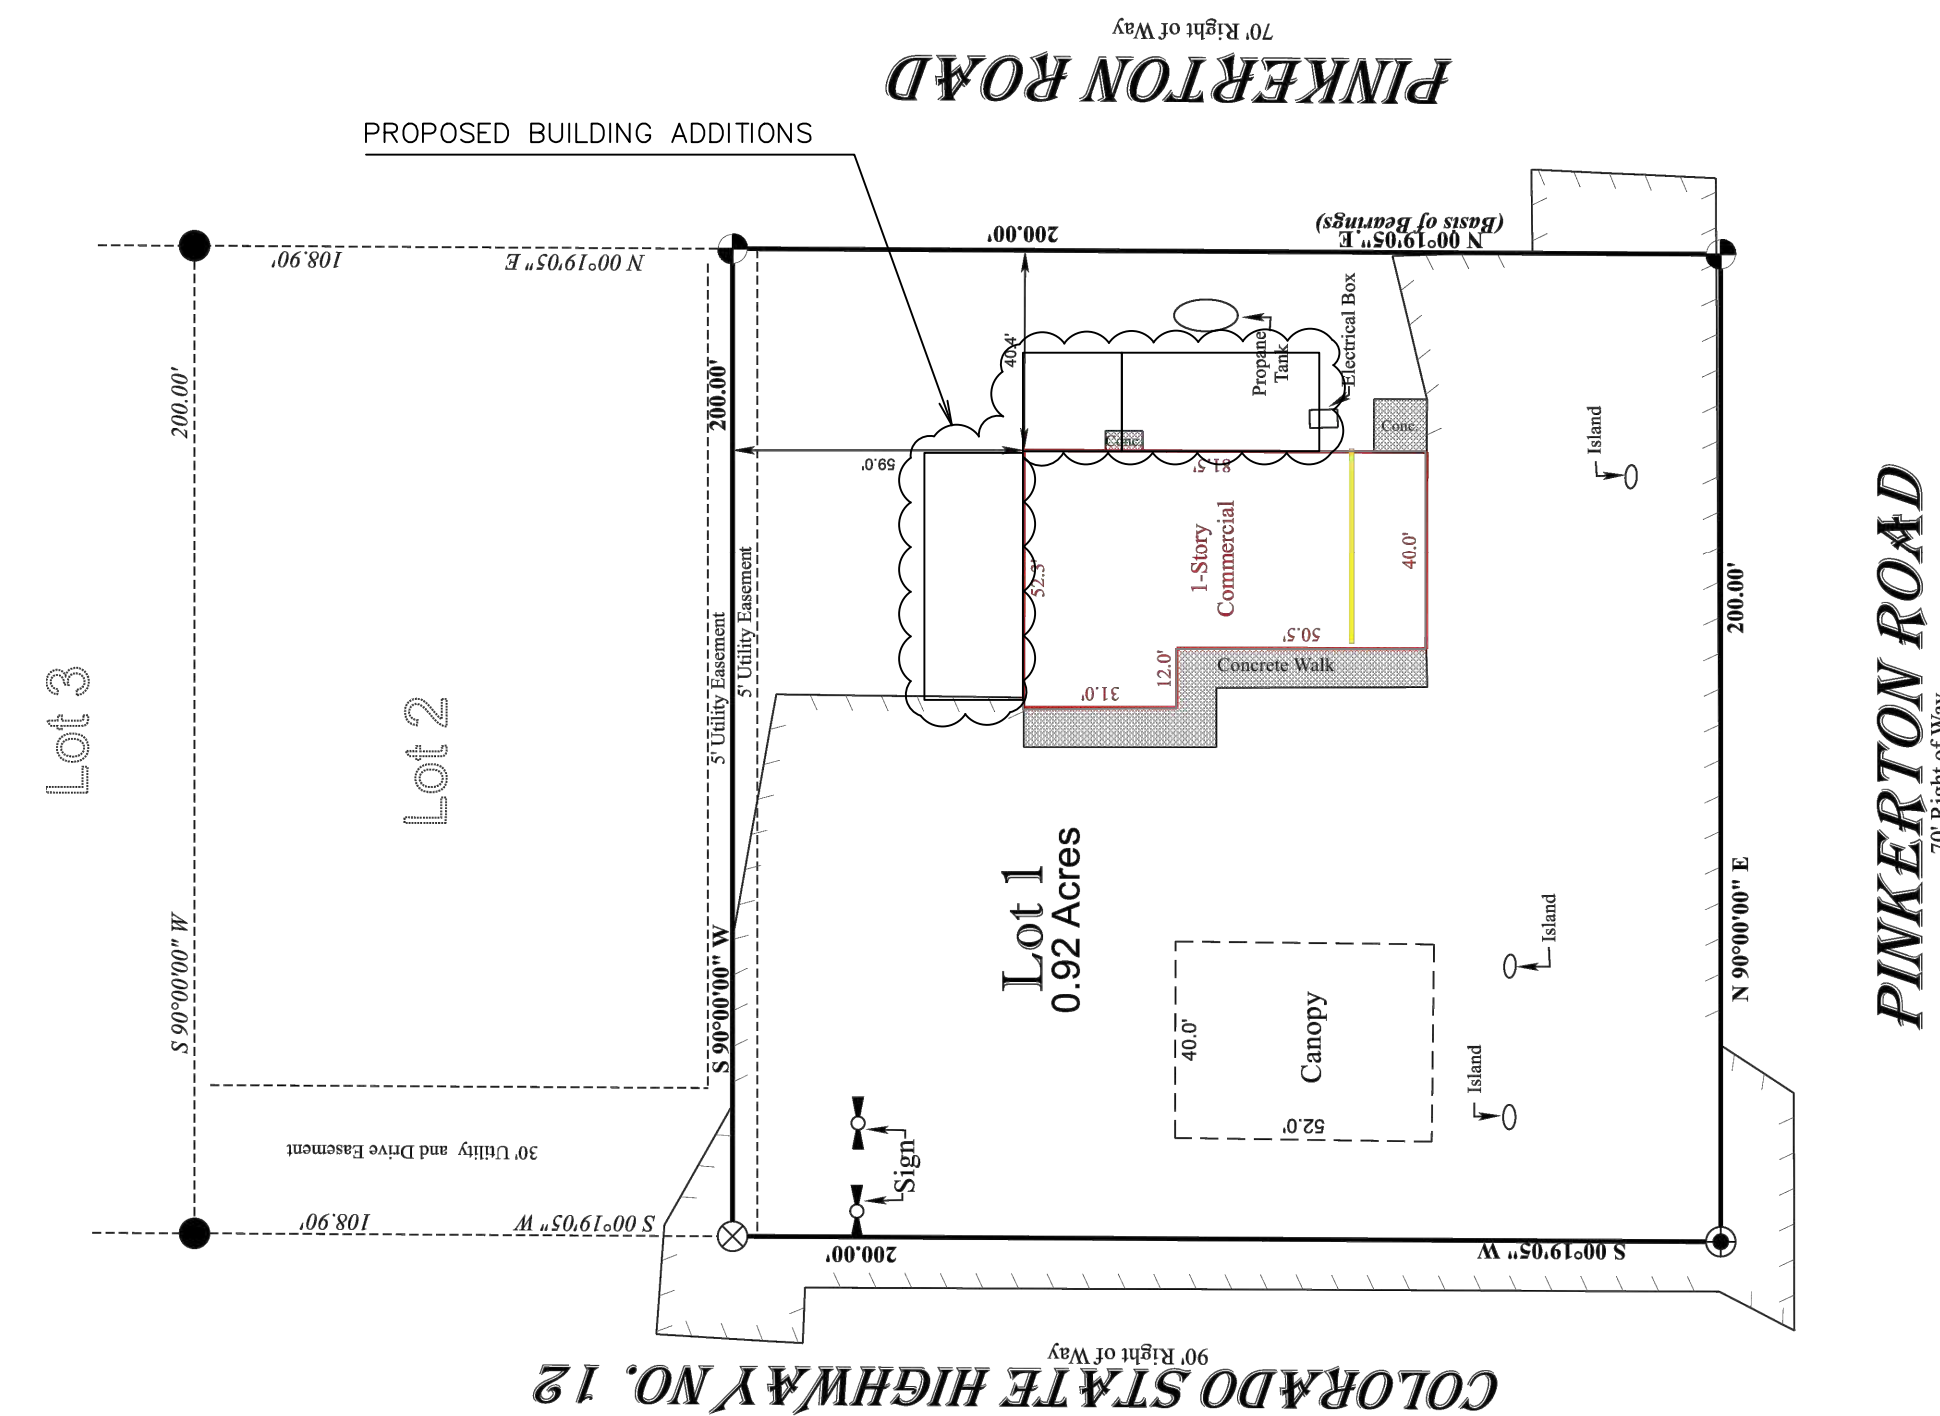 70' Right of Way
PINKERTON ROAD
PROPOSED BUILDING ADDITIONS
200.00'
(Basis of Bearings)
N 00°19'05" E
108.90'
N 00°19'05" E
200.00'
200.00'
40.4'
Propane
Tank
Electrical Box
Conc.
Conc.
Island
59.0'
81.5'
52.3'
1-Story
Commercial
40.0'
50.5'
12.0'
31.0'
Concrete Walk
5' Utility Easement
5' Utility Easement
200.00'
PINKERTON ROAD
70' Right of Way
Lot 3
Lot 2
Lot 1
0.92 Acres
S 90°00'00" W
S 90°00'00" W
N 90°00'00" E
Island
Canopy
40.0'
52.0'
Island
Sign
30' Utility and Drive Easement
108.90'
S 00°19'05" W
200.00'
S 00°19'05" W
90' Right of Way
COLORADO STATE HIGHWAY NO. 12